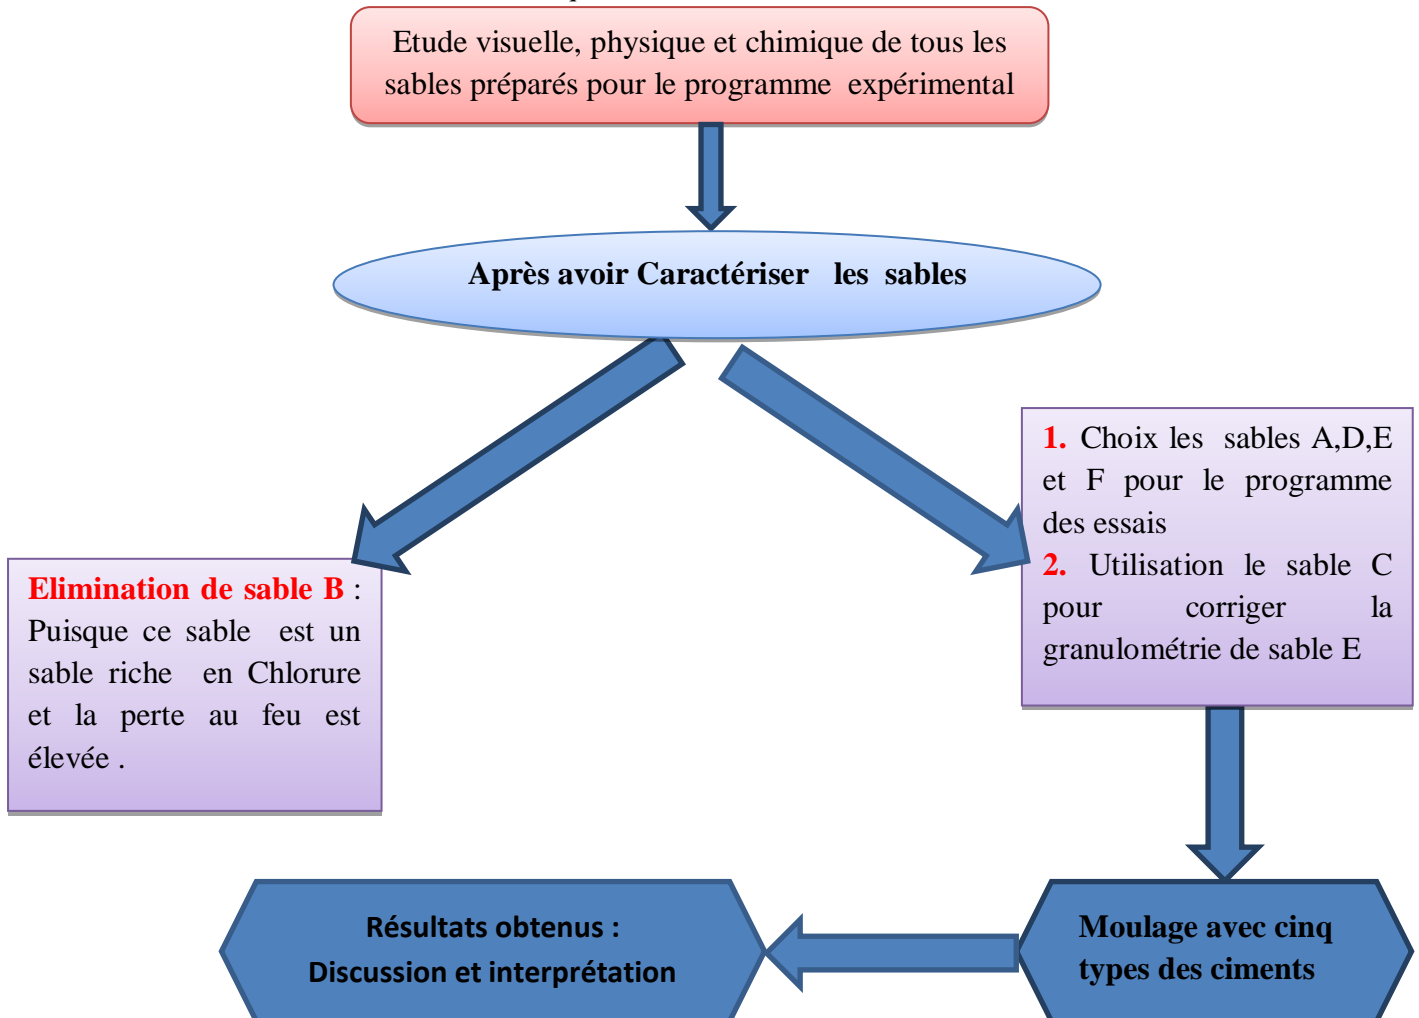 Etude visuelle, physique et chimique de tous les
sables préparés pour le programme expérimental
Après avoir Caractériser les sables
1. Choix les sables A,D,E
et F pour le programme
des essais
2. Utilisation le sable C
pour corriger la
granulométrie de sable E
Elimination de sable B :
Puisque ce sable est un
sable riche en Chlorure
et la perte au feu est
élevée .
Moulage avec cinq
types des ciments
Résultats obtenus :
Discussion et interprétation